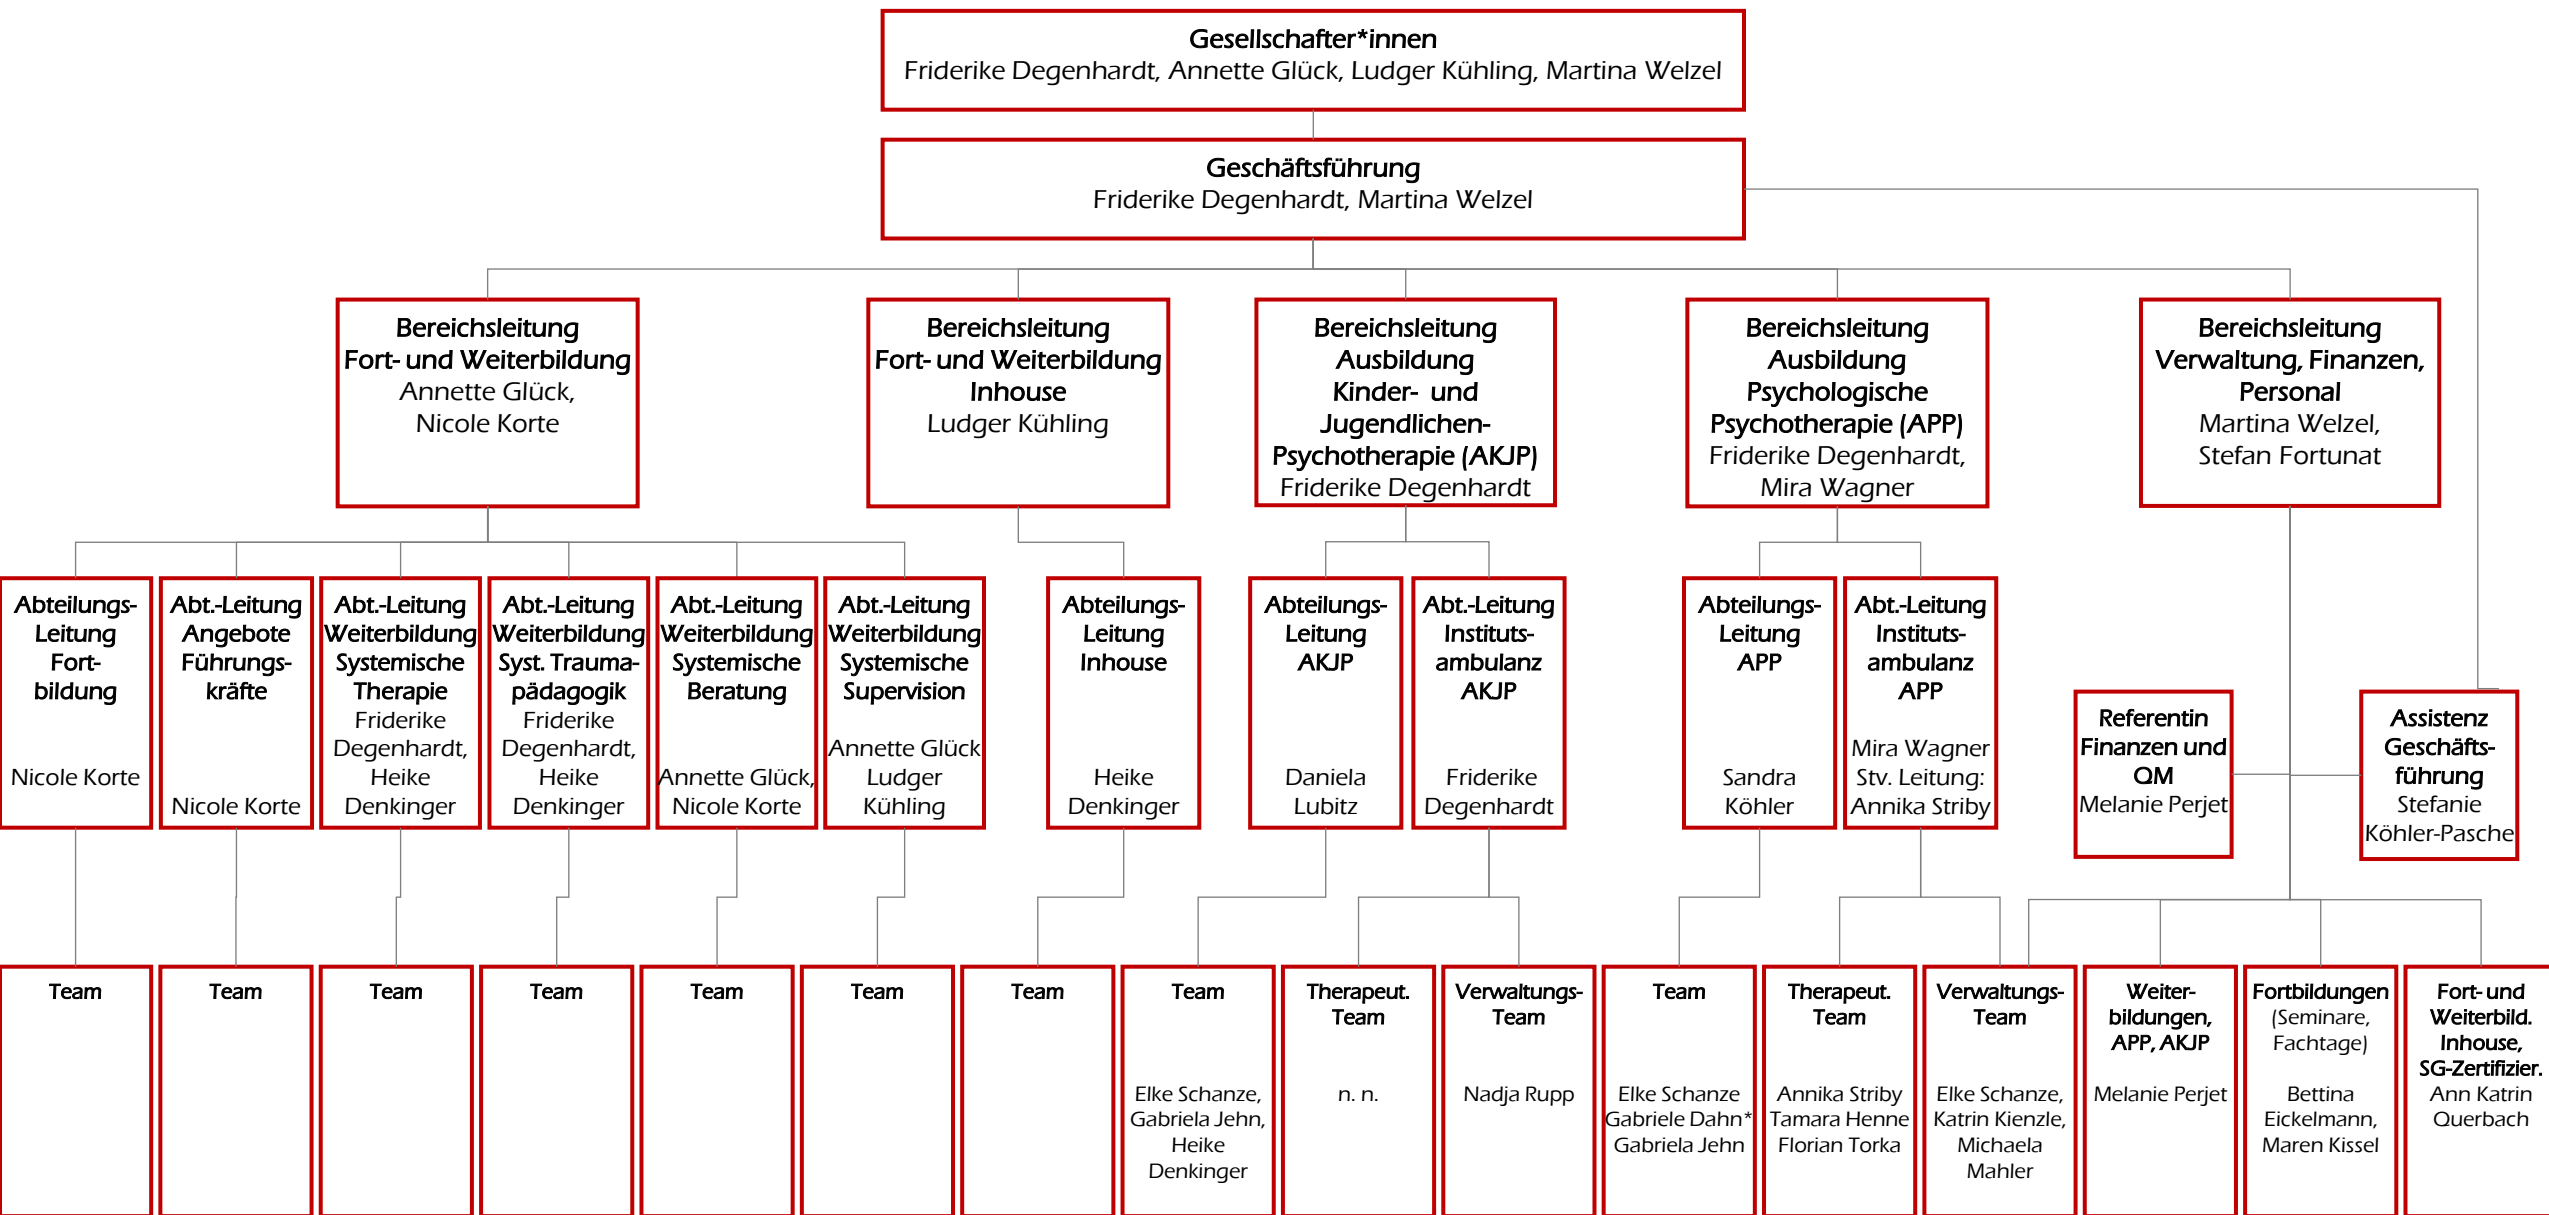 Gesellschafter*innen
Friderike Degenhardt, Annette Glück, Ludger Kühling, Martina Welzel
Geschäftsführung
Friderike Degenhardt, Martina Welzel
Bereichsleitung
Fort- und Weiterbildung
Annette Glück,
Nicole Korte
Bereichsleitung
Fort- und Weiterbildung
Inhouse
Ludger Kühling
Bereichsleitung
Ausbildung
Kinder- und
Jugendlichen-
Psychotherapie (AKJP)
Friderike Degenhardt
Bereichsleitung
Ausbildung
Psychologische
Psychotherapie (APP)
Friderike Degenhardt,
Mira Wagner
Bereichsleitung
Verwaltung, Finanzen,
Personal
Martina Welzel,
Stefan Fortunat
Abteilungs-
Leitung
Fort-
bildung
Nicole Korte
Abt.-Leitung
Angebote
Führungs-
kräfte
Nicole Korte
Abt.-Leitung
Weiterbildung
Systemische
Therapie
Friderike
Degenhardt,
Heike
Denkinger
Abt.-Leitung
Weiterbildung
Syst. Trauma-
pädagogik
Friderike
Degenhardt,
Heike
Denkinger
Abt.-Leitung
Weiterbildung
Systemische
Beratung
Annette Glück,
Nicole Korte
Abt.-Leitung
Weiterbildung
Systemische
Supervision
Annette Glück
Ludger
Kühling
Abteilungs-
Leitung
Inhouse
Heike
Denkinger
Abteilungs-
Leitung
AKJP
Daniela
Lubitz
Abt.-Leitung
Instituts-
ambulanz
AKJP
Friderike
Degenhardt
Abteilungs-
Leitung
APP
Sandra
Köhler
Abt.-Leitung
Instituts-
ambulanz
APP
Mira Wagner
Stv. Leitung:
Annika Striby
Referentin
Finanzen und
QM
Melanie Perjet
Assistenz
Geschäfts-
führung
Stefanie
Köhler-Pasche
Team
Team
Team
Team
Team
Team
Team
Team
Elke Schanze,
Gabriela Jehn,
Heike
Denkinger
Therapeut.
Team
n. n.
Verwaltungs-
Team
Nadja Rupp
Team
Elke Schanze
Gabriele Dahn*
Gabriela Jehn
Therapeut.
Team
Annika Striby
Tamara Henne
Florian Torka
Verwaltungs-
Team
Elke Schanze,
Katrin Kienzle,
Michaela
Mahler
Weiter-
bildungen,
APP, AKJP
Melanie Perjet
Fortbildungen
(Seminare,
Fachtage)
Bettina
Eickelmann,
Maren Kissel
Fort- und
Weiterbild.
Inhouse,
SG-Zertifizier.
Ann Katrin
Querbach